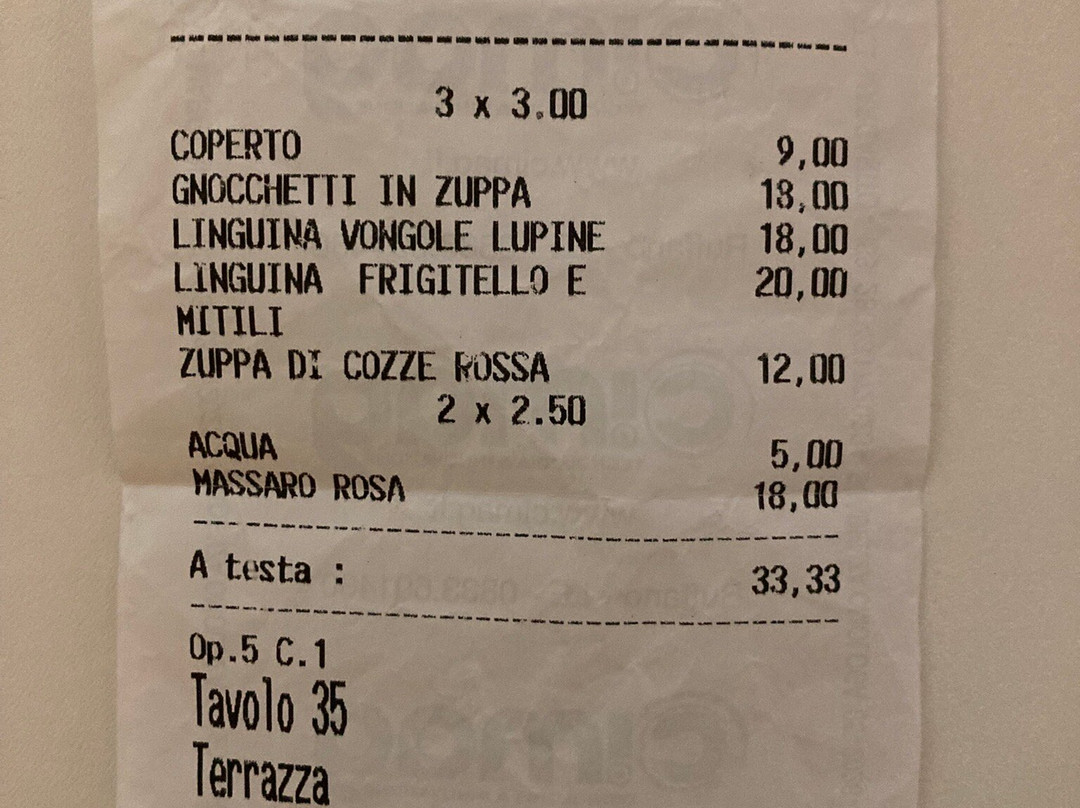 3 x 3.00
COPERTO 9,00
GNOCCHETTI IN ZUPPA 18,00
LINGUINA VONGOLE LUPINE 18,00
LINGUINA FRIGITELLO E 20,00
MITILI
ZUPPA DI COZZE ROSSA 12,00
2 x 2.50
ACQUA 5,00
MASSARO ROSA 18,00
A testa : 33,33
Op.5 C.1
Tavolo 35
Terrazza